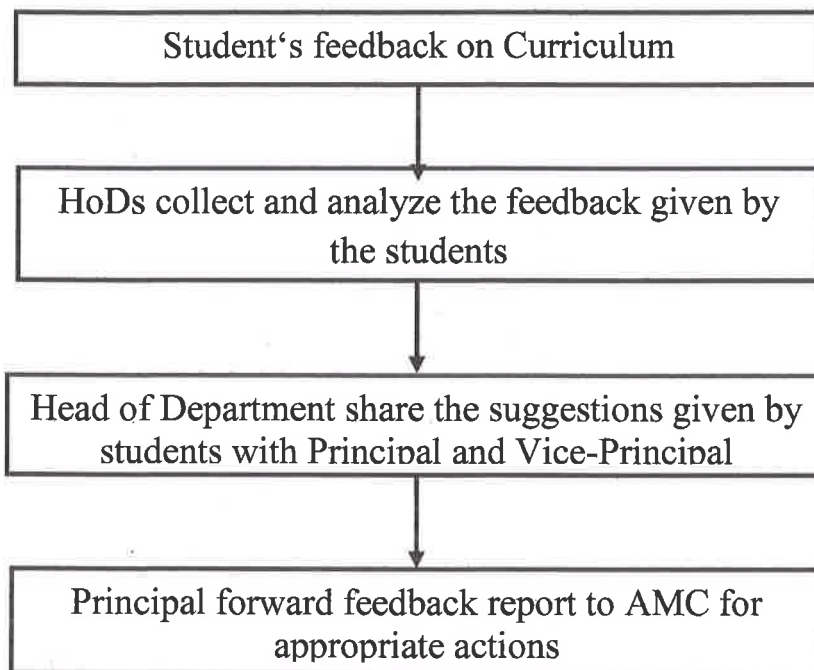 Student‘s feedback on Curriculum
HoDs collect and analyze the feedback given by
the students
Head of Department share the suggestions given by
students with Principal and Vice-Principal
Principal forward feedback report to AMC for
appropriate actions